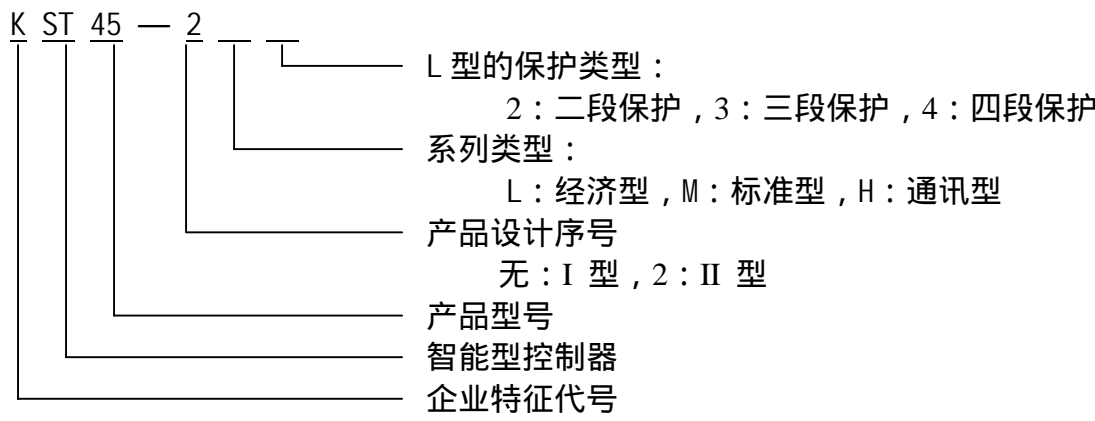 K ST 45 — 2
L 型的保护类型：
2：二段保护，3：三段保护，4：四段保护
系列类型：
L：经济型，M：标准型，H：通讯型
产品设计序号
无：I 型，2：II 型
产品型号
智能型控制器
企业特征代号